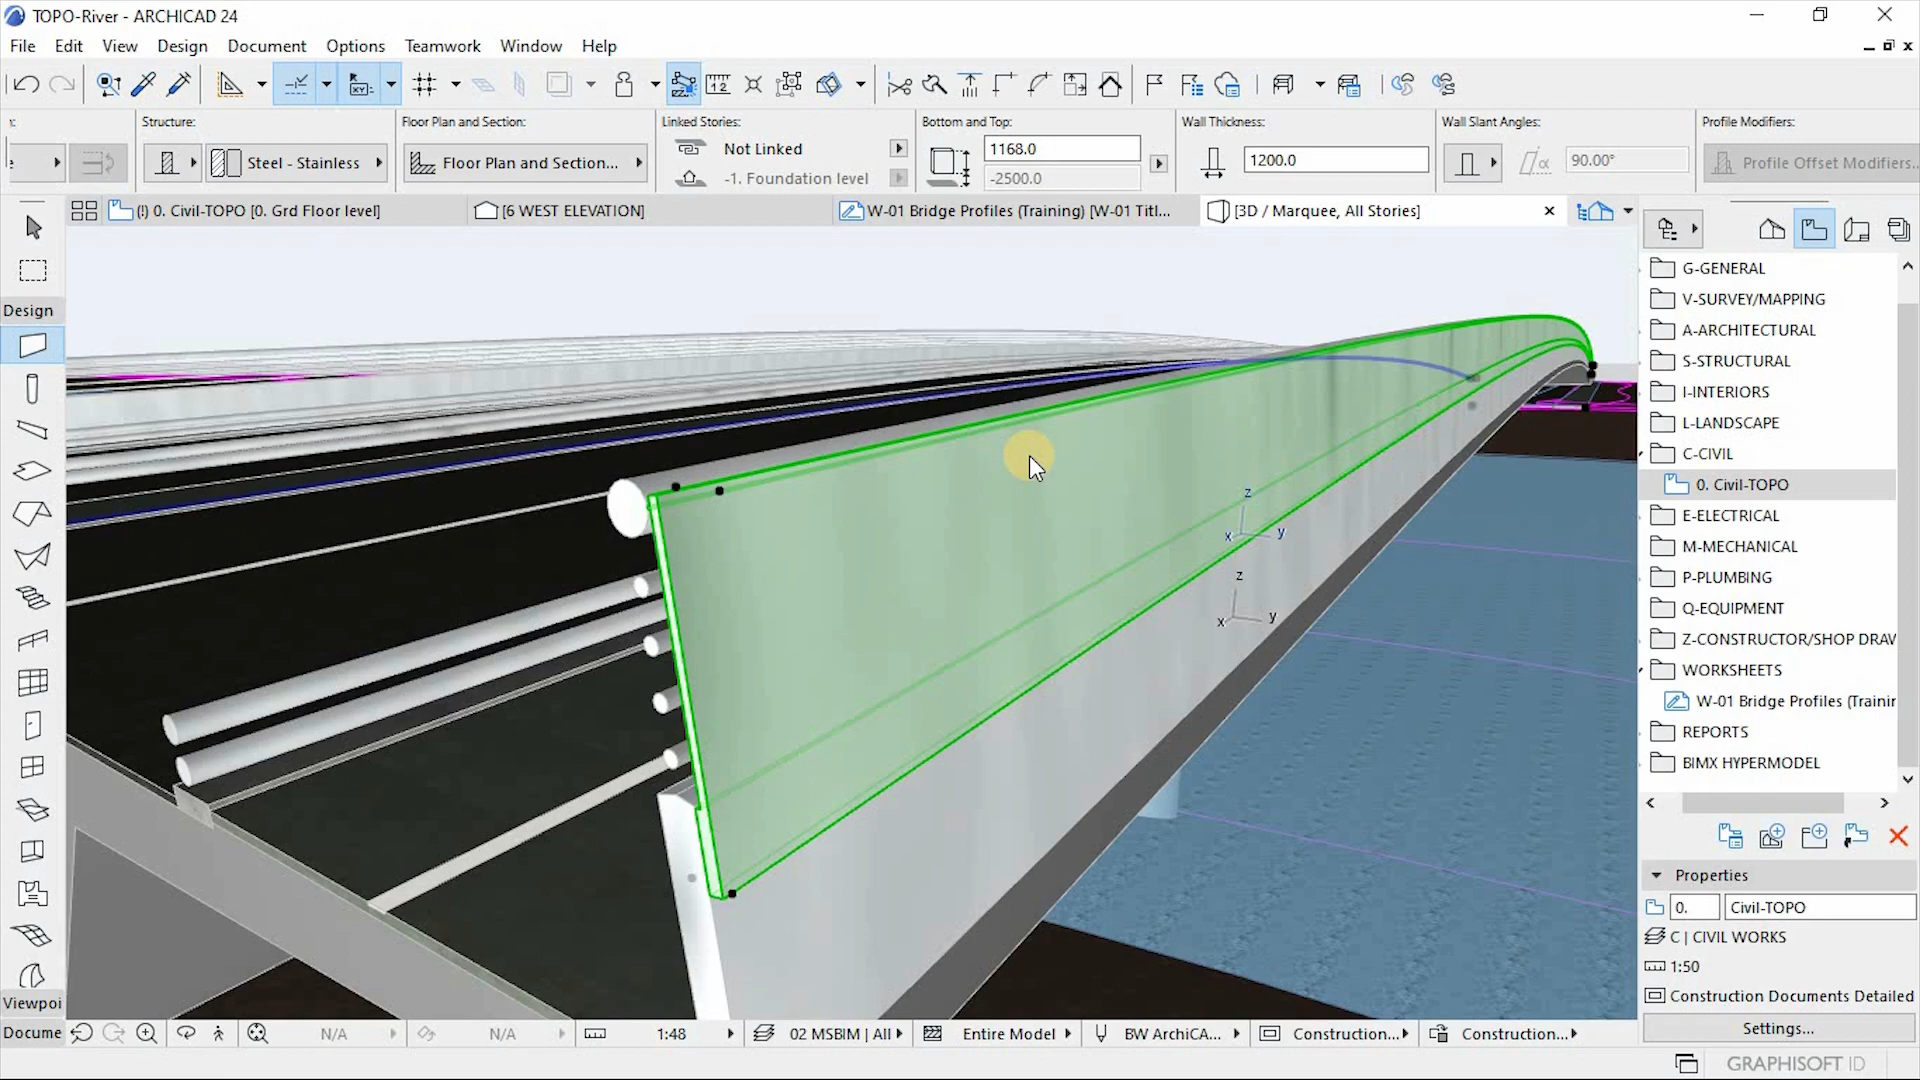 TOPO-River - ARCHICAD 24
File Edit View Design Document Options Teamwork Window Help
Structure:
Floor Plan and Section:
Linked Stories:
Bottom and Top:
Wall Thickness:
Wall Slant Angles:
Profile Modifiers:
Steel - Stainless
Floor Plan and Section...
Not Linked
-1. Foundation level
1168.0
-2500.0
1200.0
90.00°
Profile Offset Modifiers...
(!) 0. Civil-TOPO [0. Grd Floor level]
[6 WEST ELEVATION]
W-01 Bridge Profiles (Training) [W-01 Titl...
[3D / Marquee, All Stories]
Design
Viewpoi
Docume
z
x y
z
x y
G-GENERAL
V-SURVEY/MAPPING
A-ARCHITECTURAL
S-STRUCTURAL
I-INTERIORS
L-LANDSCAPE
C-CIVIL
0. Civil-TOPO
E-ELECTRICAL
M-MECHANICAL
P-PLUMBING
Q-EQUIPMENT
Z-CONSTRUCTOR/SHOP DRAW
WORKSHEETS
W-01 Bridge Profiles (Trainin
REPORTS
BIMX HYPERMODEL
Properties
0. Civil-TOPO
C | CIVIL WORKS
1:50
Construction Documents Detailed
Settings...
N/A
N/A
1:48
02 MSBIM | All
Entire Model
BW ArchiCA...
Construction...
Construction...
GRAPHISOFT ID